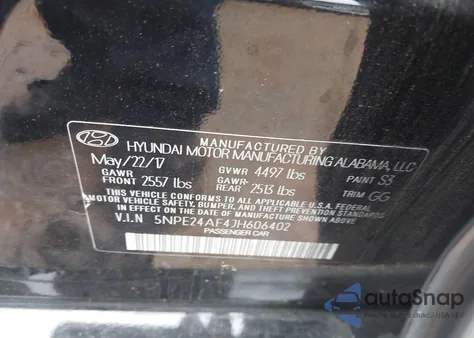 MANUFACTURED BY
HYUNDAI MOTOR MANUFACTURING ALABAMA, LLC
May/22/17
GVWR 4497 lbs
PAINT S3
GAWR FRONT 2557 lbs
GAWR REAR 2513 lbs
TRIM GG
THIS VEHICLE CONFORMS TO ALL APPLICABLE U.S. FEDERAL MOTOR VEHICLE SAFETY, BUMPER, AND THEFT PREVENTION STANDARDS IN EFFECT ON THE DATE OF MANUFACTURE SHOWN ABOVE.
V.I.N 5NPE24AF4JH606402
PASSENGER CAR
autoSnap